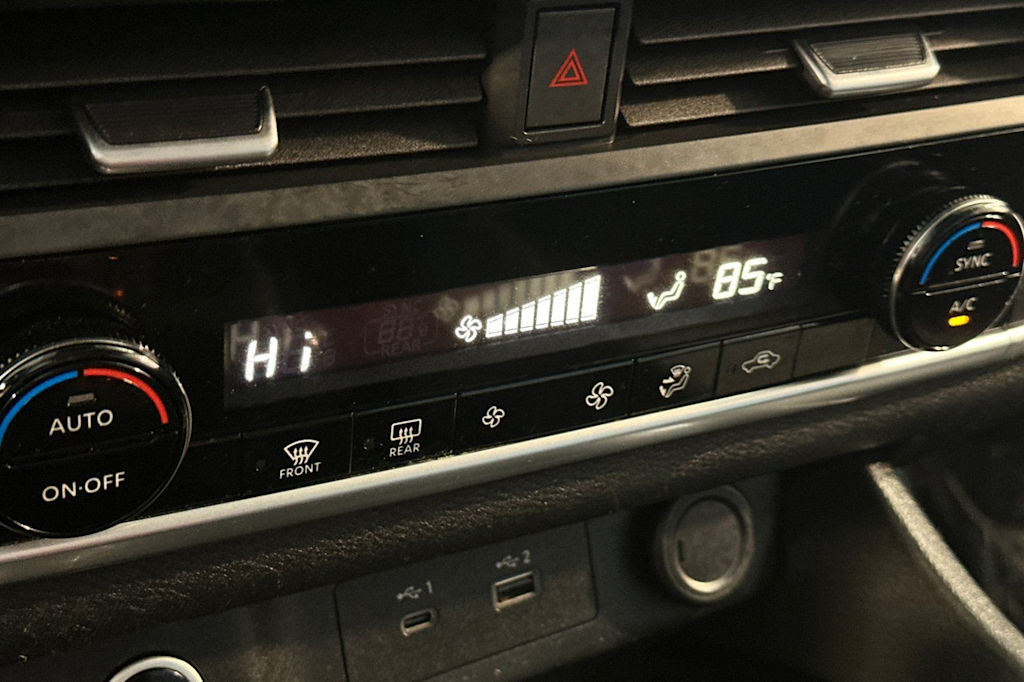 Hi
85°F
SYNC
A/C
AUTO
ON·OFF
FRONT
REAR
1
2